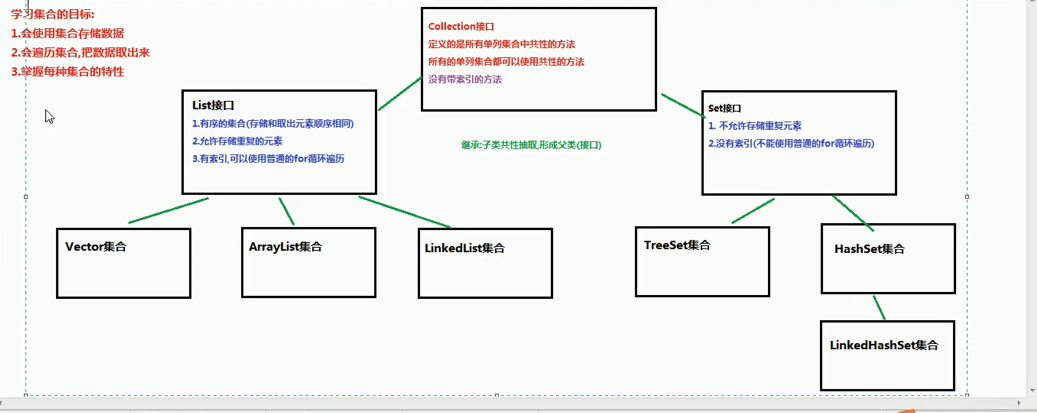 学习集合的目标:
1.会使用集合存储数据
2.会遍历集合,把数据取出来
3.掌握每种集合的特性
Collection接口
定义的是所有单列集合中共性的方法
所有的单列集合都可以使用共性的方法
没有带索引的方法
List接口
1.有序的集合(存储和取出元素顺序相同)
2.允许存储重复的元素
3.有索引,可以使用普通的for循环遍历
继承:子类共性抽取,形成父类(接口)
Set接口
1. 不允许存储重复元素
2.没有索引(不能使用普通的for循环遍历)
Vector集合
ArrayList集合
LinkedList集合
TreeSet集合
HashSet集合
LinkedHashSet集合